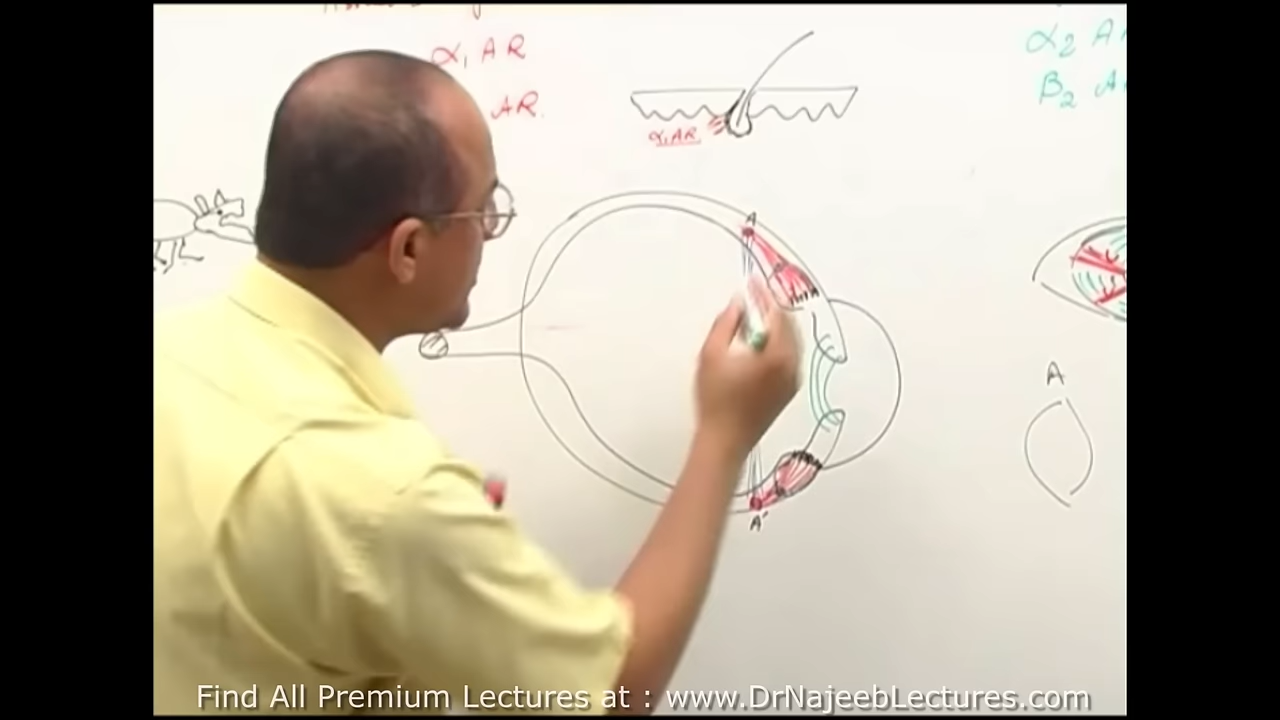 α₁ AR
AR.
α₂ A
β₂ A
α₁AR.
A
A
A'
Find All Premium Lectures at : www.DrNajeebLectures.com